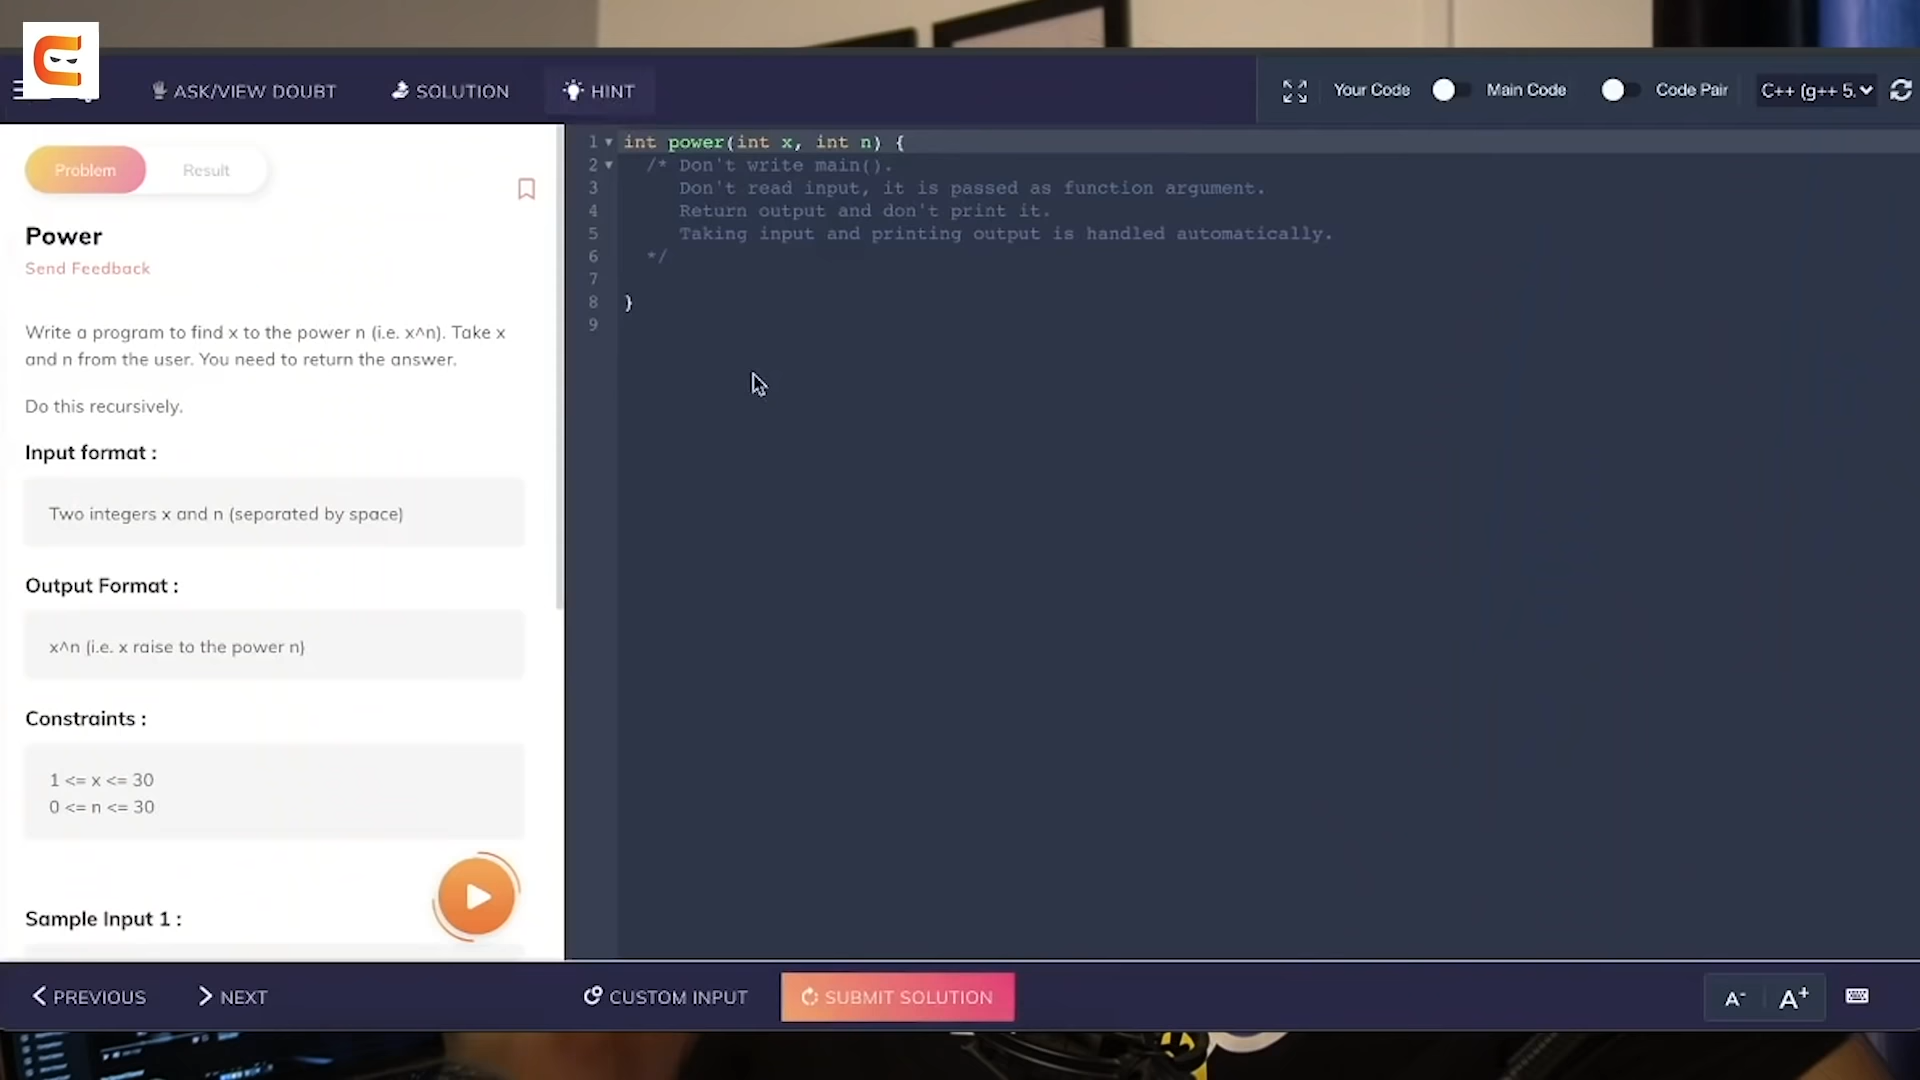 ASK/VIEW DOUBT
SOLUTION
HINT
Your Code
Main Code
Code Pair
C++ (g++ 5.
Problem
Result
Power
Send Feedback
Write a program to find x to the power n (i.e. x^n). Take x
and n from the user. You need to return the answer.
Do this recursively.
Input format :
Two integers x and n (separated by space)
Output Format :
x^n (i.e. x raise to the power n)
Constraints :
1 <= x <= 30
0 <= n <= 30
Sample Input 1 :
1 int power(int x, int n) {
2 /* Don't write main().
3 Don't read input, it is passed as function argument.
4 Return output and don't print it.
5 Taking input and printing output is handled automatically.
6 */
7
8 }
9
PREVIOUS
NEXT
CUSTOM INPUT
SUBMIT SOLUTION
A-
A+